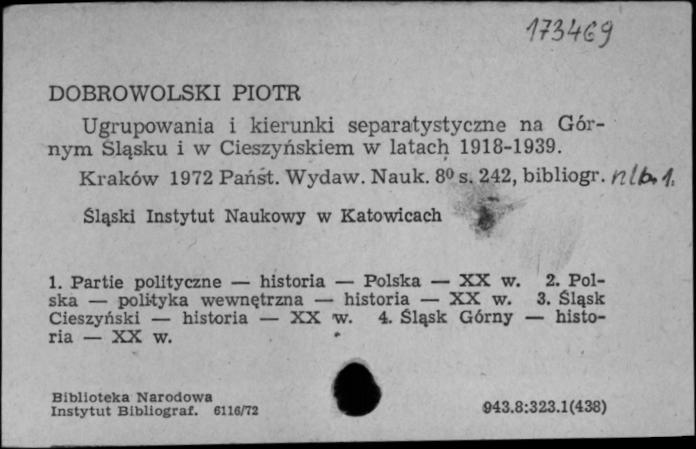 173469
DOBROWOLSKI PIOTR
Ugrupowania i kierunki separatystyczne na Gór-
nym Śląsku i w Cieszyńskiem w latach 1918-1939.
Kraków 1972 Państ. Wydaw. Nauk. 8⁰ s. 242, bibliogr. nlb. 1.
Śląski Instytut Naukowy w Katowicach
1. Partie polityczne — historia — Polska — XX w. 2. Pol-
ska — polityka wewnętrzna — historia — XX w. 3. Śląsk
Cieszyński — historia — XX w. 4. Śląsk Górny — histo-
ria — XX w.
Biblioteka Narodowa
Instytut Bibliograf. 6116/72
943.8:323.1(438)